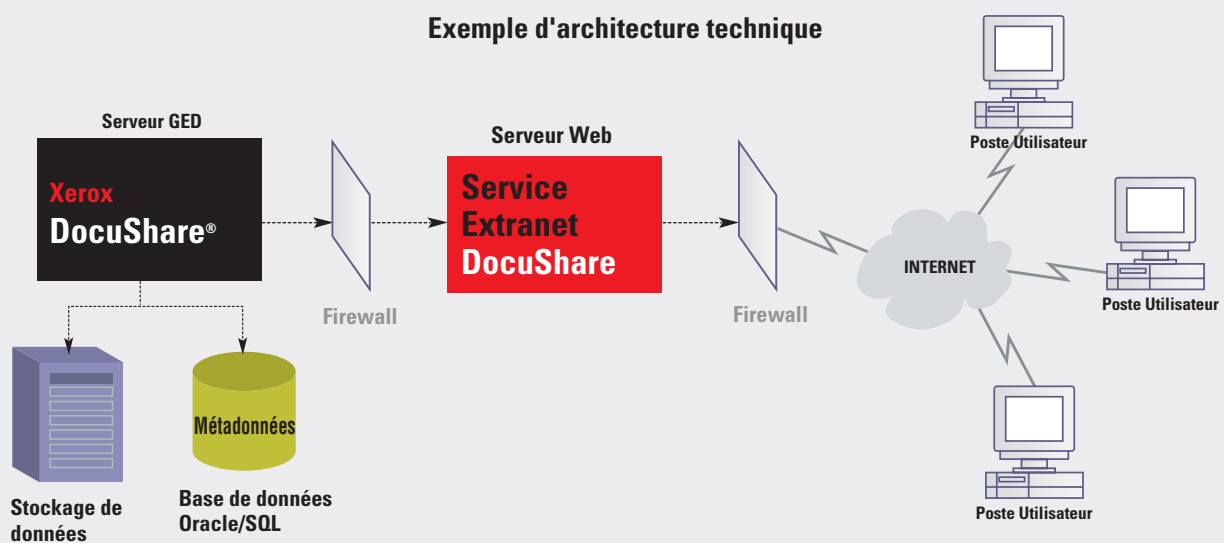 Exemple d'architecture technique
Serveur GED
Xerox
DocuShare®
Firewall
Serveur Web
Service
Extranet
DocuShare
Firewall
INTERNET
Poste Utilisateur
Poste Utilisateur
Poste Utilisateur
Stockage de
données
Métadonnées
Base de données
Oracle/SQL